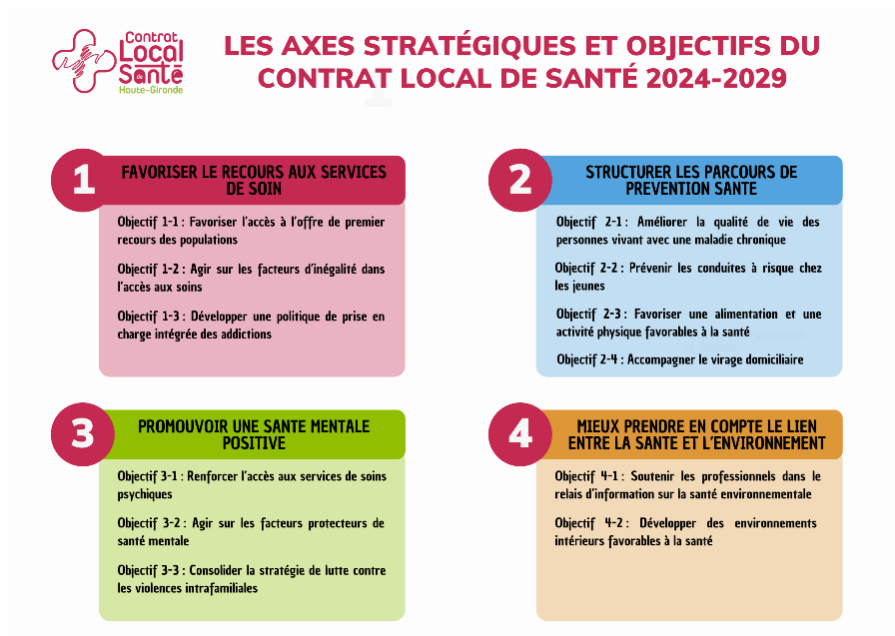 Contrat
Local
Santé
Haute-Gironde
LES AXES STRATÉGIQUES ET OBJECTIFS DU
CONTRAT LOCAL DE SANTÉ 2024-2029
1
FAVORISER LE RECOURS AUX SERVICES
DE SOIN
Objectif 1-1 : Favoriser l'accès à l'offre de premier
recours des populations
Objectif 1-2 : Agir sur les facteurs d'inégalité dans
l'accès aux soins
Objectif 1-3 : Développer une politique de prise en
charge intégrée des addictions
2
STRUCTURER LES PARCOURS DE
PREVENTION SANTE
Objectif 2-1 : Améliorer la qualité de vie des
personnes vivant avec une maladie chronique
Objectif 2-2 : Prévenir les conduites à risque chez
les jeunes
Objectif 2-3 : Favoriser une alimentation et une
activité physique favorables à la santé
Objectif 2-4 : Accompagner le virage domiciliaire
3
PROMOUVOIR UNE SANTE MENTALE
POSITIVE
Objectif 3-1 : Renforcer l'accès aux services de soins
psychiques
Objectif 3-2 : Agir sur les facteurs protecteurs de
santé mentale
Objectif 3-3 : Consolider la stratégie de lutte contre
les violences intrafamiliales
4
MIEUX PRENDRE EN COMPTE LE LIEN
ENTRE LA SANTE ET L'ENVIRONNEMENT
Objectif 4-1 : Soutenir les professionnels dans le
relais d'information sur la santé environnementale
Objectif 4-2 : Développer des environnements
intérieurs favorables à la santé